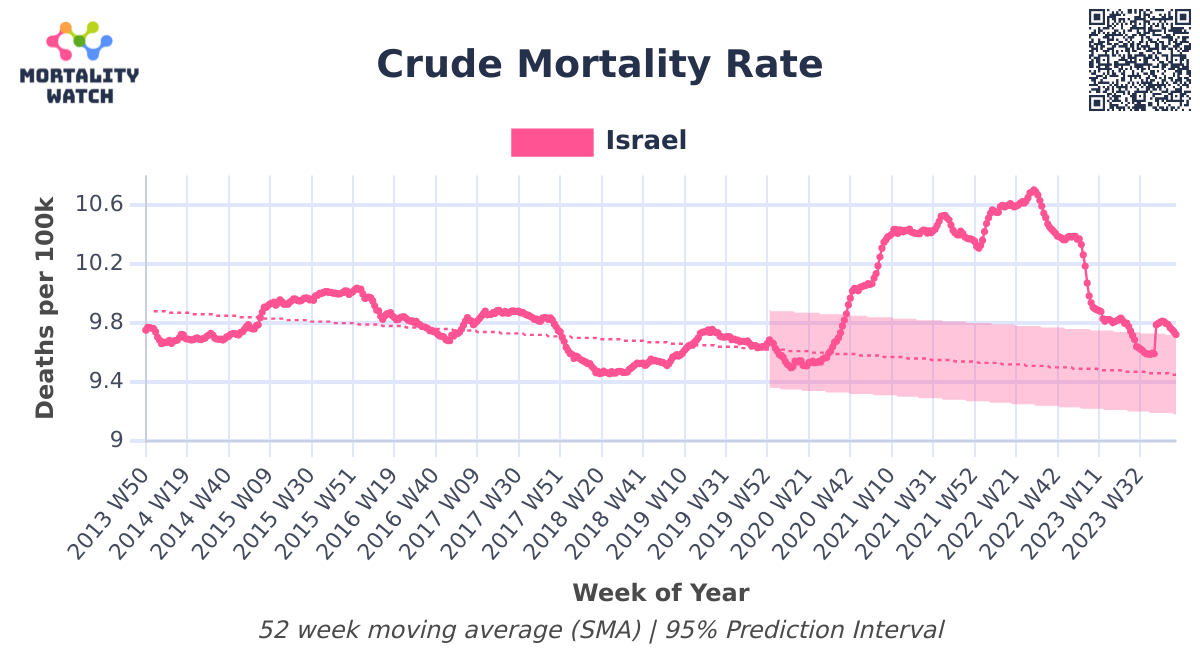 MORTALITY
WATCH
Crude Mortality Rate
Israel
Deaths per 100k
10.6
10.2
9.8
9.4
9
2013 W50
2014 W19
2014 W40
2015 W09
2015 W30
2015 W51
2016 W19
2016 W40
2017 W09
2017 W30
2017 W51
2018 W20
2018 W41
2019 W10
2019 W31
2019 W52
2020 W21
2020 W42
2021 W10
2021 W31
2021 W52
2022 W21
2022 W42
2023 W11
2023 W32
Week of Year
52 week moving average (SMA) | 95% Prediction Interval